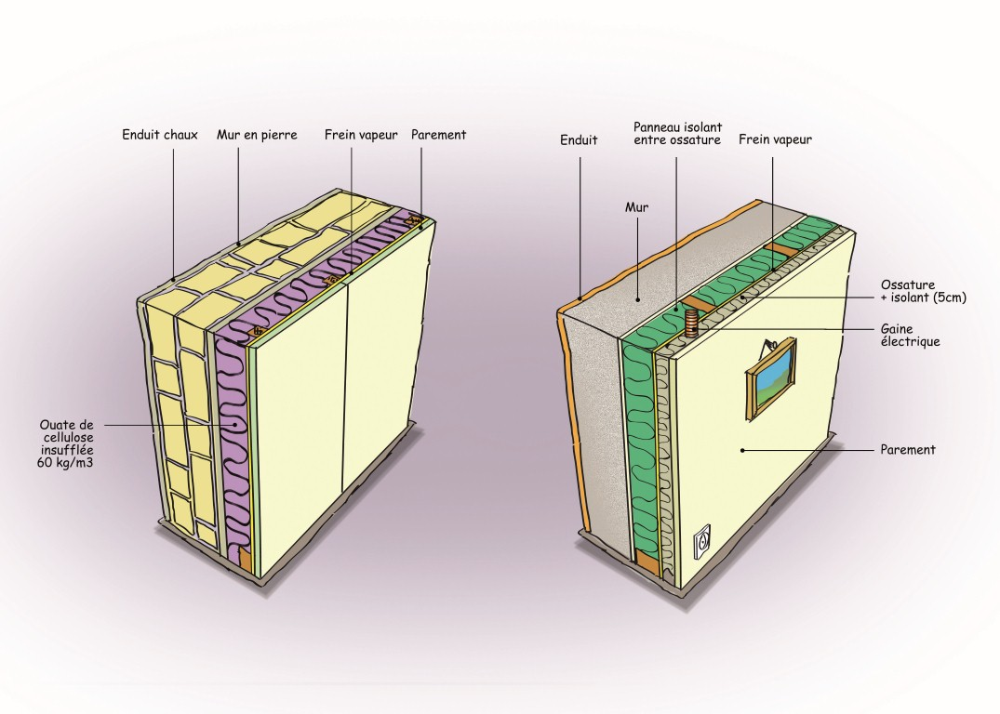 Enduit chaux
Mur en pierre
Frein vapeur
Parement
Ouate de
cellulose
insufflée
60 kg/m3
Enduit
Mur
Panneau isolant
entre ossature
Frein vapeur
Ossature
+ isolant (5cm)
Gaine
électrique
Parement